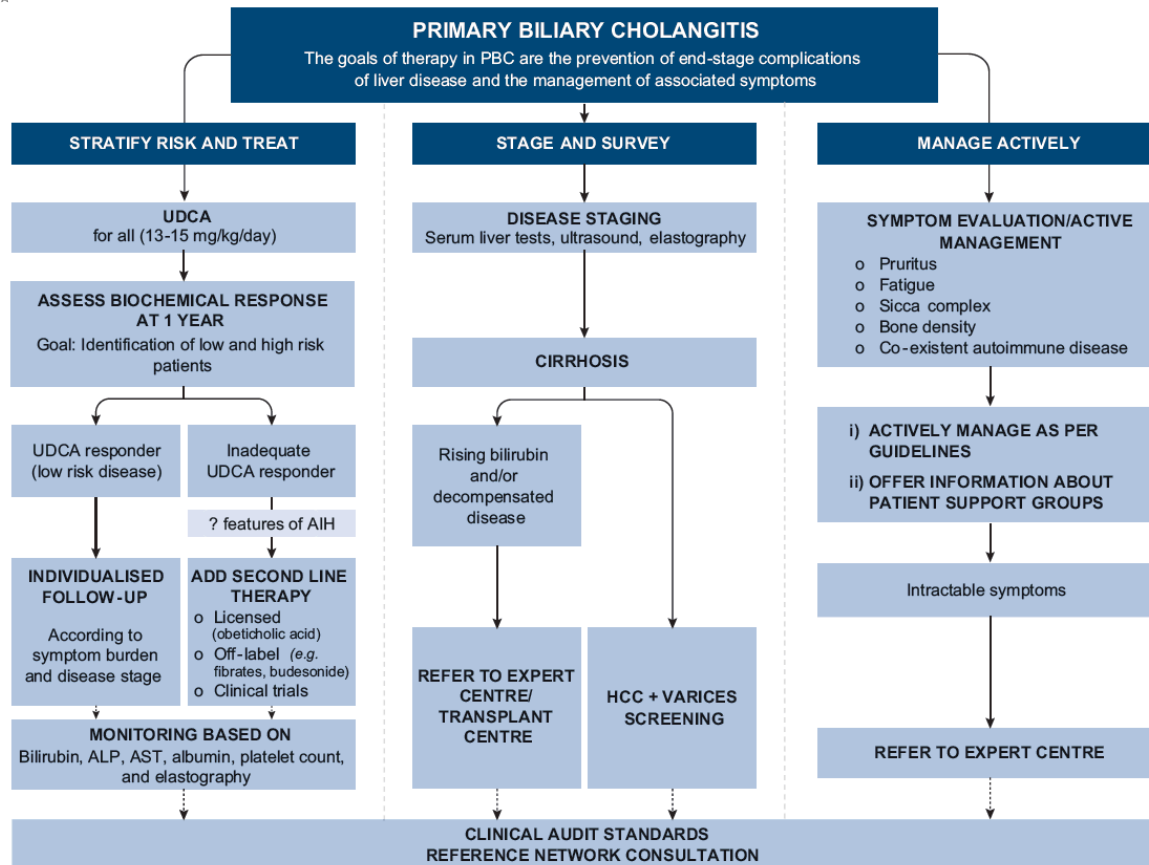 PRIMARY BILIARY CHOLANGITIS
The goals of therapy in PBC are the prevention of end-stage complications
of liver disease and the management of associated symptoms
STRATIFY RISK AND TREAT
UDCA
for all (13-15 mg/kg/day)
ASSESS BIOCHEMICAL RESPONSE
AT 1 YEAR
Goal: Identification of low and high risk
patients
UDCA responder
(low risk disease)
Inadequate
UDCA responder
? features of AIH
INDIVIDUALISED
FOLLOW-UP
According to
symptom burden
and disease stage
ADD SECOND LINE
THERAPY
o Licensed
(obeticholic acid)
o Off-label (e.g.
fibrates, budesonide)
o Clinical trials
MONITORING BASED ON
Bilirubin, ALP, AST, albumin, platelet count,
and elastography
STAGE AND SURVEY
DISEASE STAGING
Serum liver tests, ultrasound, elastography
CIRRHOSIS
Rising bilirubin
and/or
decompensated
disease
REFER TO EXPERT
CENTRE/
TRANSPLANT
CENTRE
HCC + VARICES
SCREENING
MANAGE ACTIVELY
SYMPTOM EVALUATION/ACTIVE
MANAGEMENT
o Pruritus
o Fatigue
o Sicca complex
o Bone density
o Co-existent autoimmune disease
i) ACTIVELY MANAGE AS PER
GUIDELINES
ii) OFFER INFORMATION ABOUT
PATIENT SUPPORT GROUPS
Intractable symptoms
REFER TO EXPERT CENTRE
CLINICAL AUDIT STANDARDS
REFERENCE NETWORK CONSULTATION